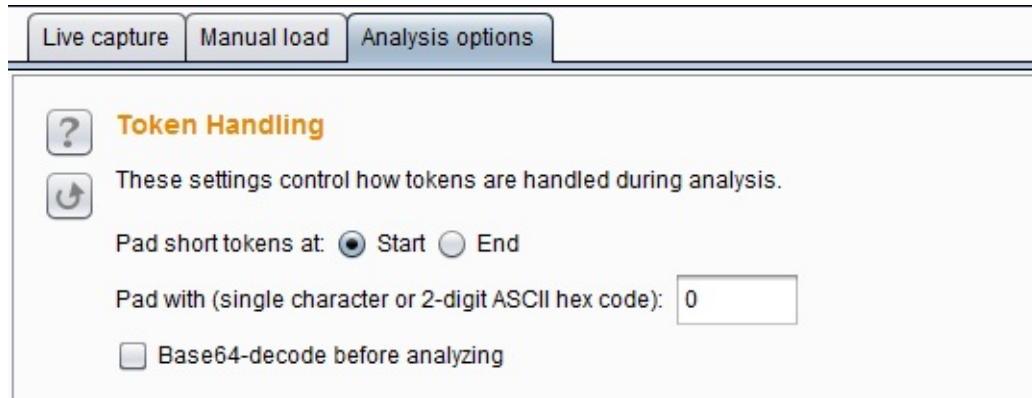 Live capture Manual load Analysis options
?
Token Handling
These settings control how tokens are handled during analysis.
Pad short tokens at: Start End
Pad with (single character or 2-digit ASCII hex code): 0
Base64-decode before analyzing